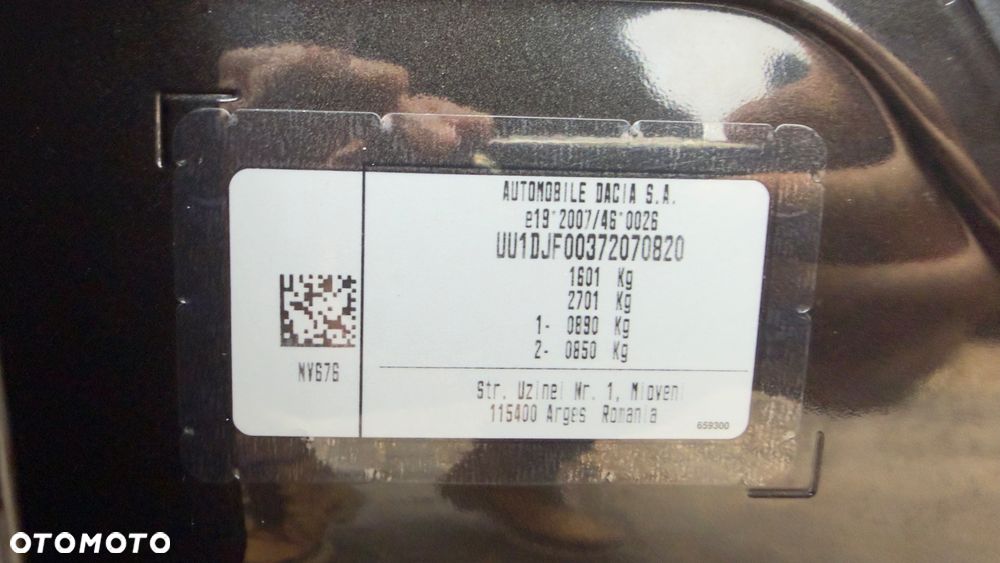 AUTOMOBILE DACIA S.A.
e19*2007/46*0026
UU1DJF00372070820
1601 Kg
2701 Kg
1- 0890 Kg
2- 0850 Kg
NV676
Str. Uzinei Nr. 1, Mioveni
115400 Arges Romania
659300
OTOMOTO